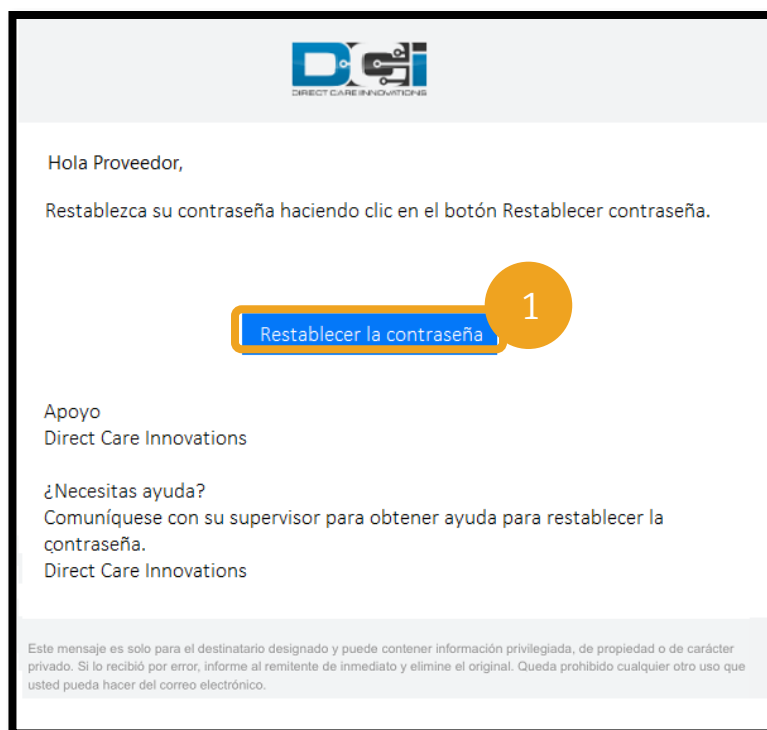 DCi
DIRECT CARE INNOVATIONS
Hola Proveedor,
Restablezca su contraseña haciendo clic en el botón Restablecer contraseña.
1
Restablecer la contraseña
Apoyo
Direct Care Innovations
¿Necesitas ayuda?
Comuníquese con su supervisor para obtener ayuda para restablecer la
contraseña.
Direct Care Innovations
Este mensaje es solo para el destinatario designado y puede contener información privilegiada, de propiedad o de carácter
privado. Si lo recibió por error, informe al remitente de inmediato y elimine el original. Queda prohibido cualquier otro uso que
usted pueda hacer del correo electrónico.